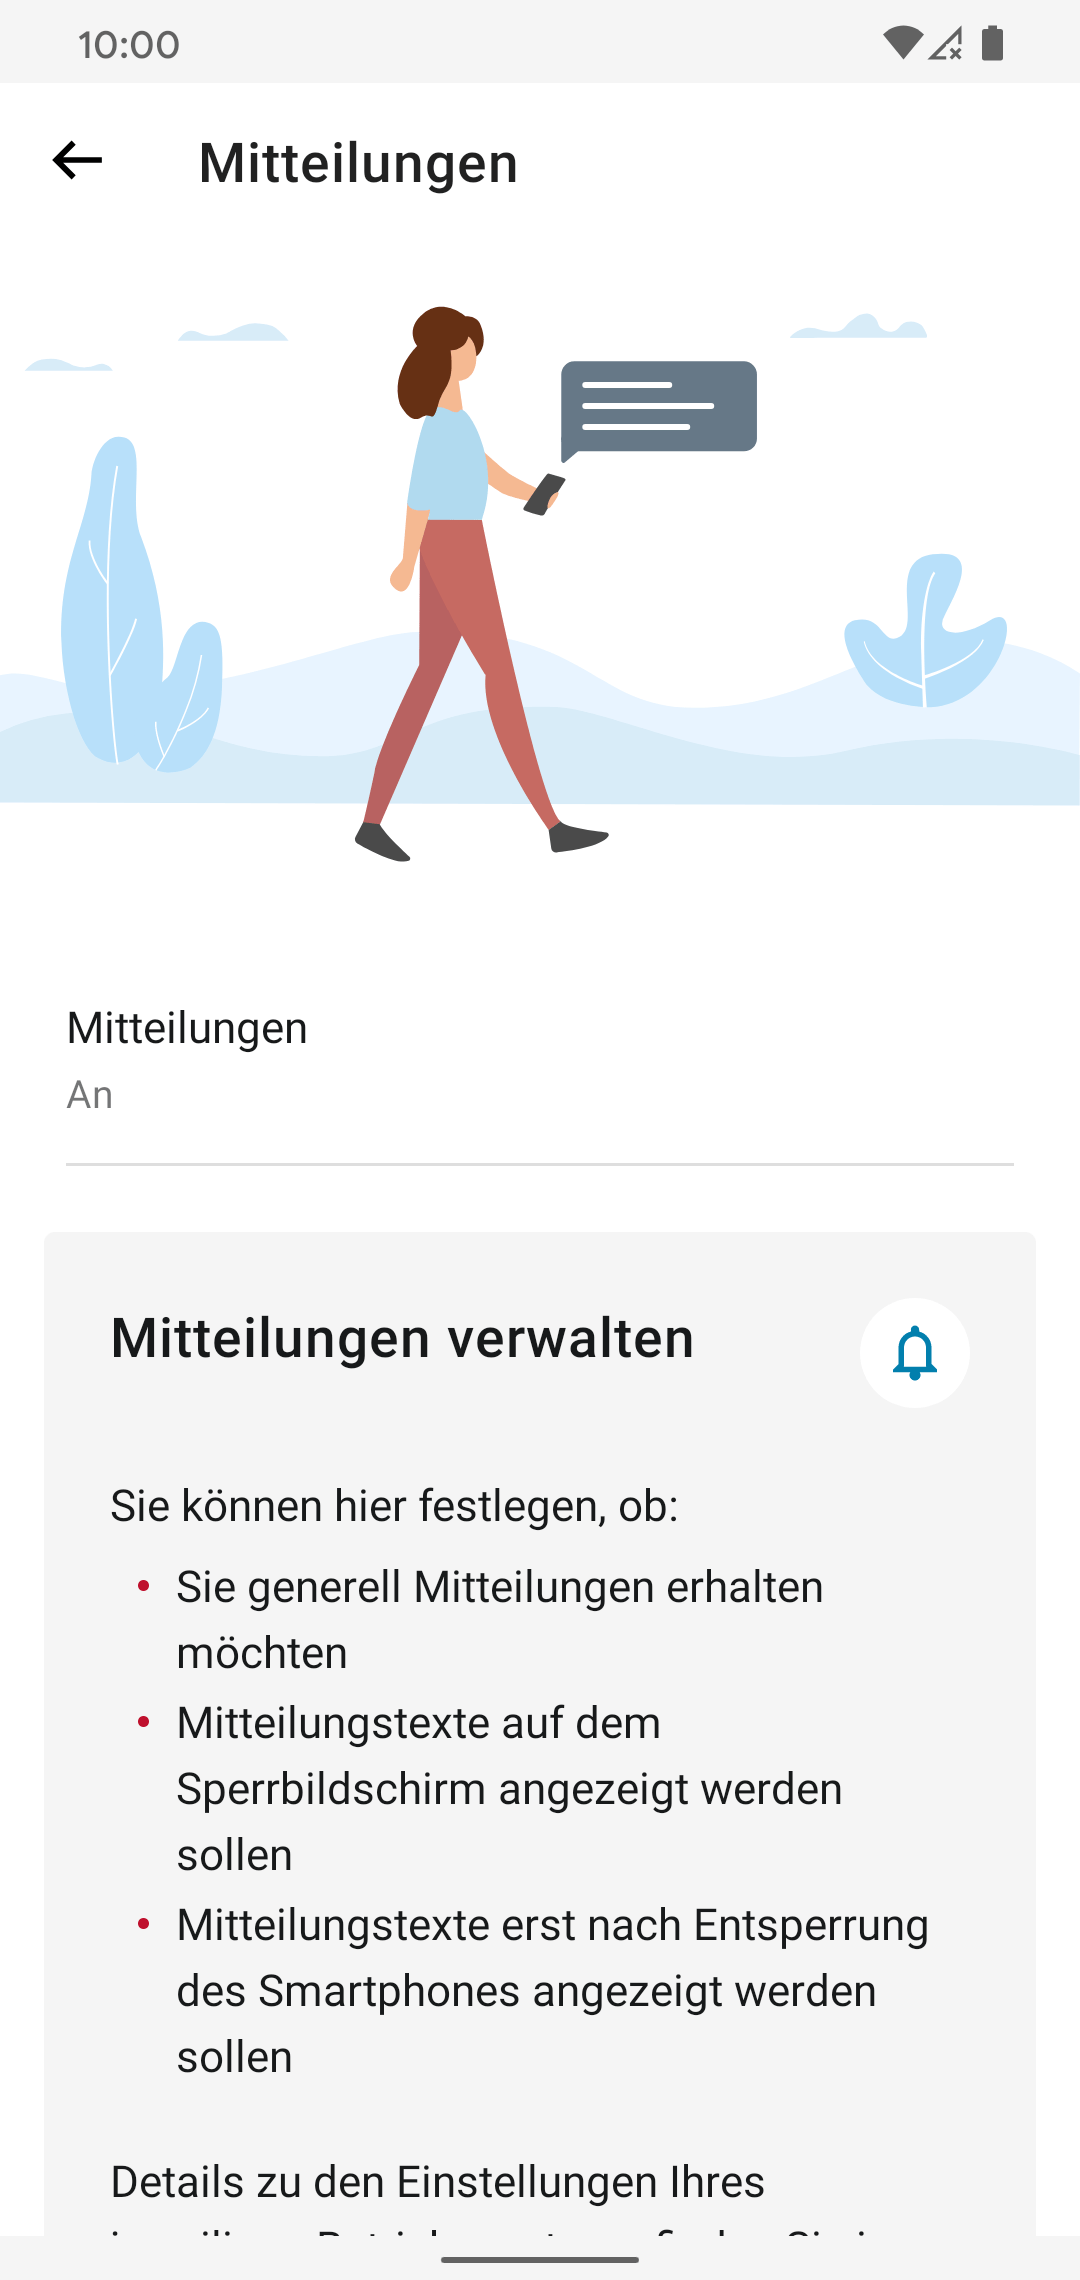 10:00
Mitteilungen
Mitteilungen
An
Mitteilungen verwalten
Sie können hier festlegen, ob:
• Sie generell Mitteilungen erhalten
möchten
• Mitteilungstexte auf dem
Sperrbildschirm angezeigt werden
sollen
• Mitteilungstexte erst nach Entsperrung
des Smartphones angezeigt werden
sollen
Details zu den Einstellungen Ihres